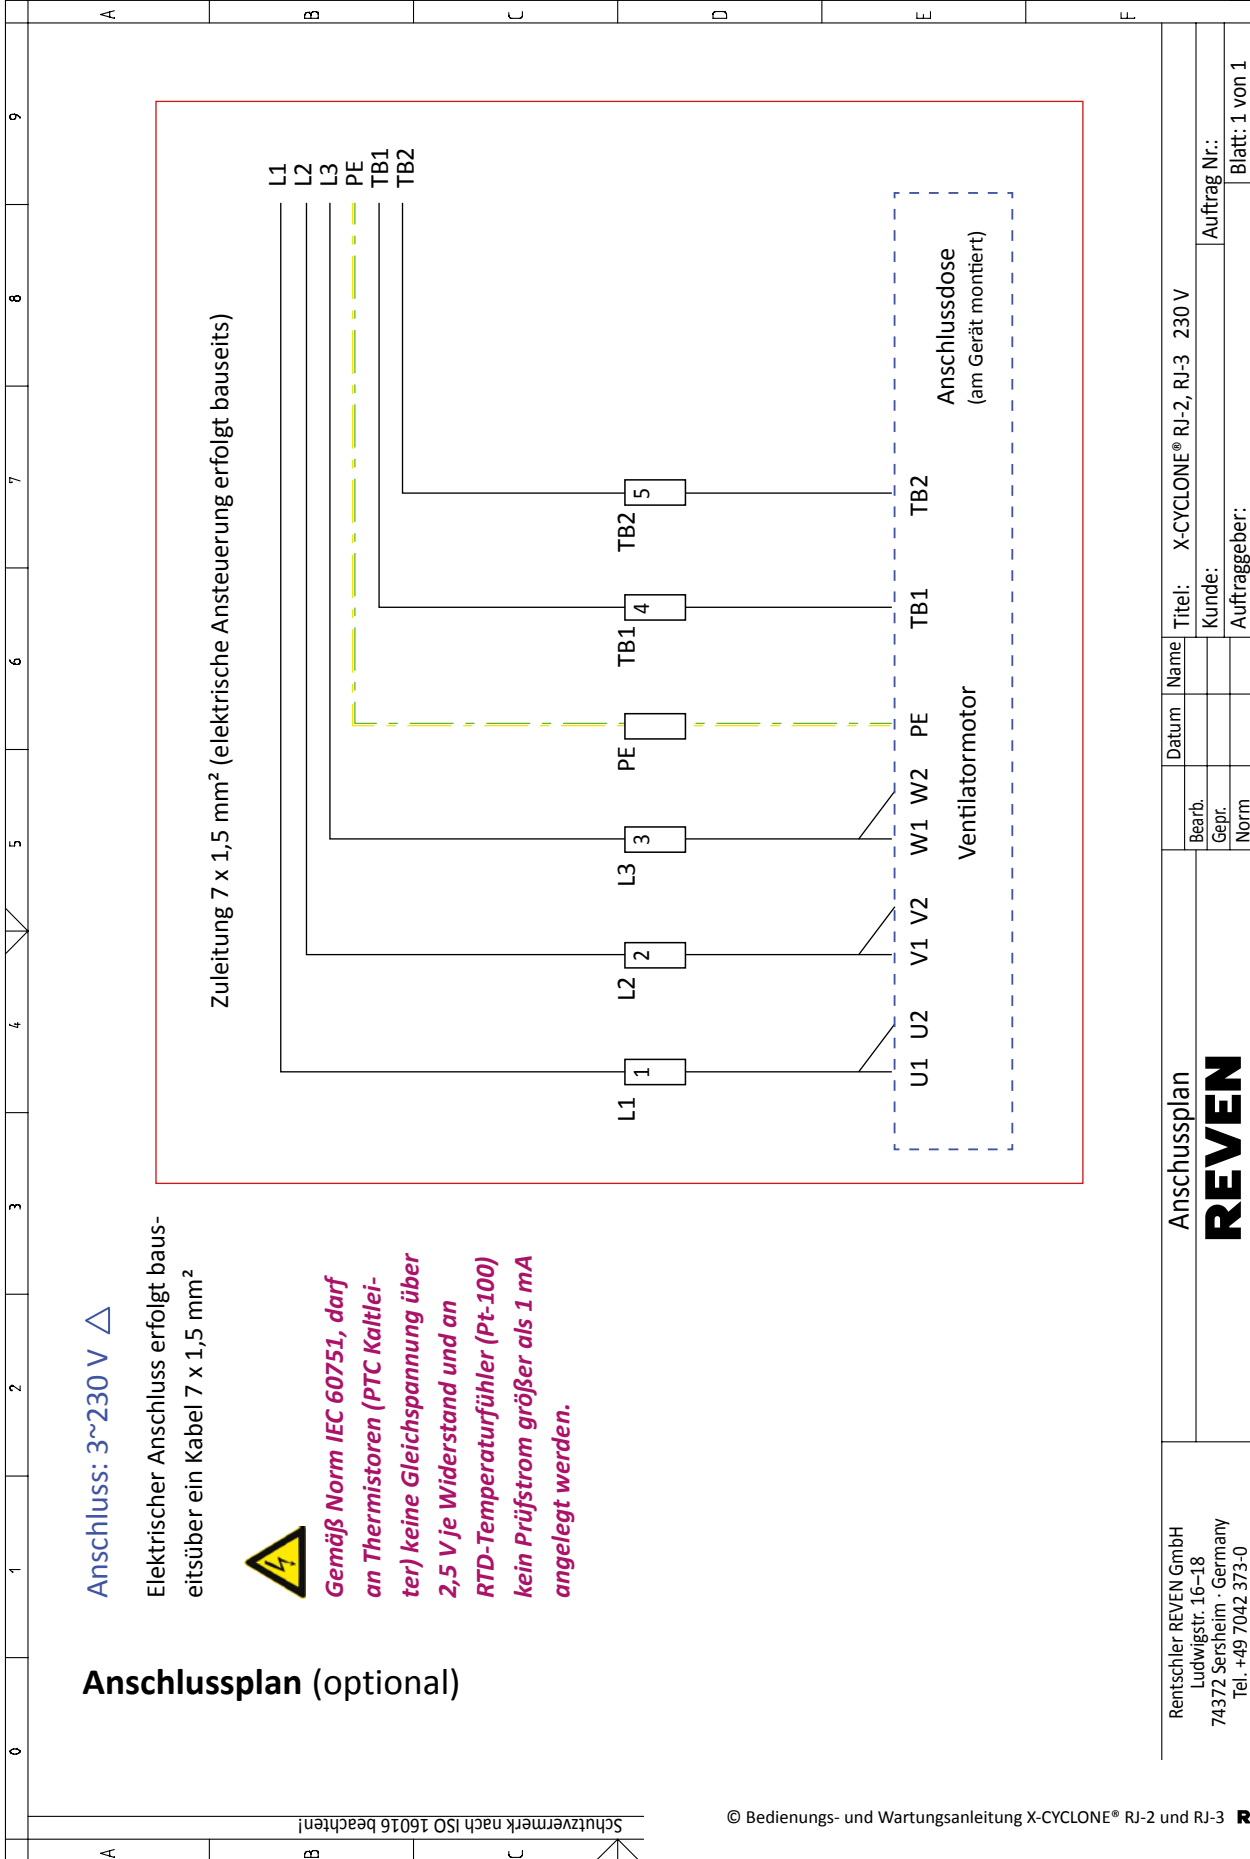 Anschlussplan (optional)
Anschluss: 3~230 V △
Elektrischer Anschluss erfolgt baus-
eitsüber ein Kabel 7 x 1,5 mm²
Gemäß Norm IEC 60751, darf
an Thermistoren (PTC Kaltlei-
ter) keine Gleichspannung über
2,5 V je Widerstand und an
RTD-Temperaturfühler (Pt-100)
kein Prüfstrom größer als 1 mA
angelegt werden.
0 1 2 3 4 5 6 7 8 9
A
B
C
D
E
F
A
B
C
Zuleitung 7 x 1,5 mm² (elektrische Ansteuerung erfolgt bauseits)
L1
L2
L3
PE
TB1
TB2
L1 1
L2 2
L3 3
PE
TB1 4
TB2 5
U1 U2 V1 V2 W1 W2 PE TB1 TB2
Ventilatormotor
Anschlussdose
(am Gerät montiert)
Rentschler REVEN GmbH
Ludwigstr. 16–18
74372 Sersheim · Germany
Tel. +49 7042 373-0
Anschussplan
REVEN
Datum Name
Bearb.
Gepr.
Norm
Titel: X-CYCLONE® RJ-2, RJ-3 230 V
Kunde:
Auftrag Nr.:
Auftraggeber:
Blatt: 1 von 1
Schutzvermerk nach ISO 16016 beachten!
© Bedienungs- und Wartungsanleitung X-CYCLONE® RJ-2 und RJ-3 R